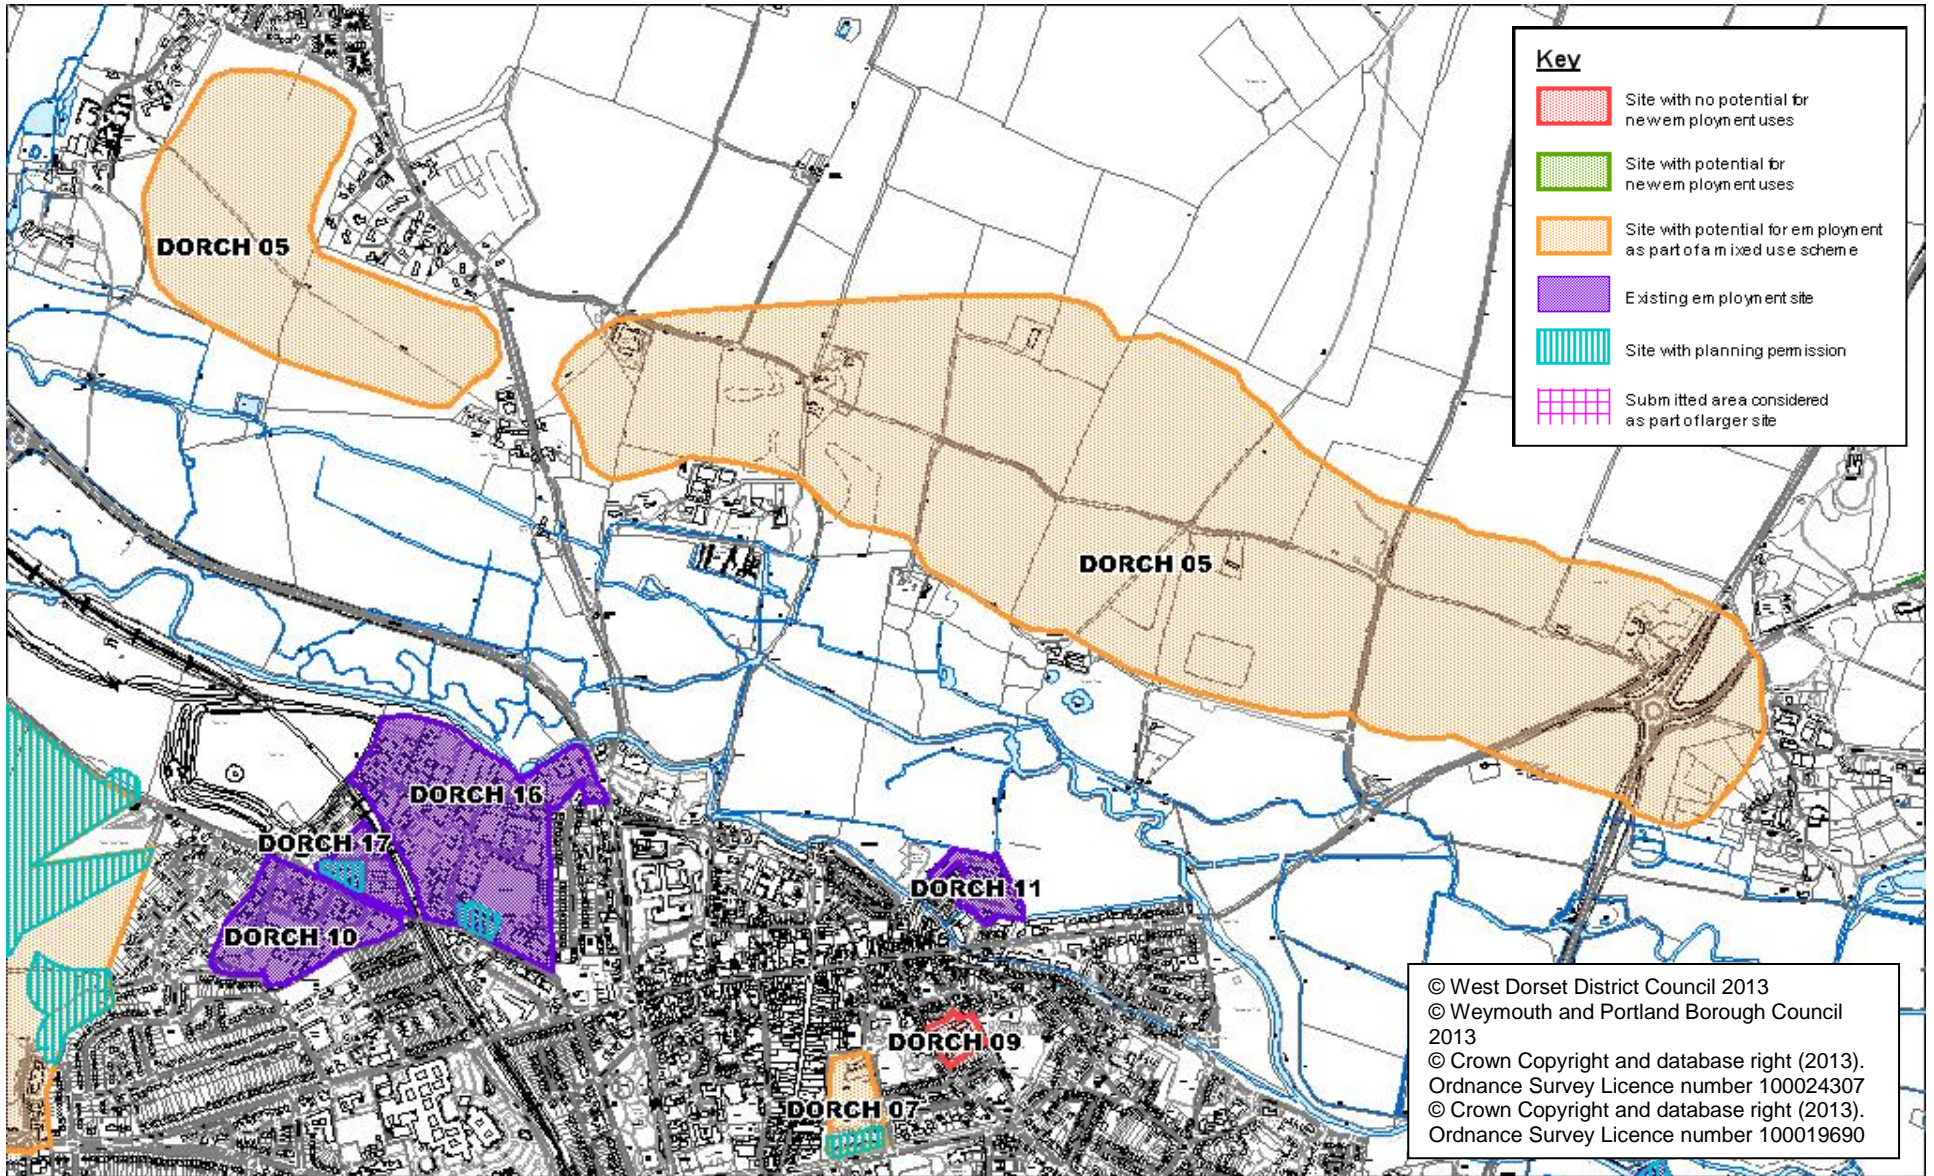 Key
Site with no potential for
new employment uses
Site with potential for
new employment uses
Site with potential for employment
as part of a mixed use scheme
Existing employment site
Site with planning permission
Submitted area considered
as part of larger site
DORCH 05
DORCH 05
DORCH 16
DORCH 17
DORCH 11
DORCH 10
DORCH 09
DORCH 07
© West Dorset District Council 2013
© Weymouth and Portland Borough Council
2013
© Crown Copyright and database right (2013).
Ordnance Survey Licence number 100024307
© Crown Copyright and database right (2013).
Ordnance Survey Licence number 100019690